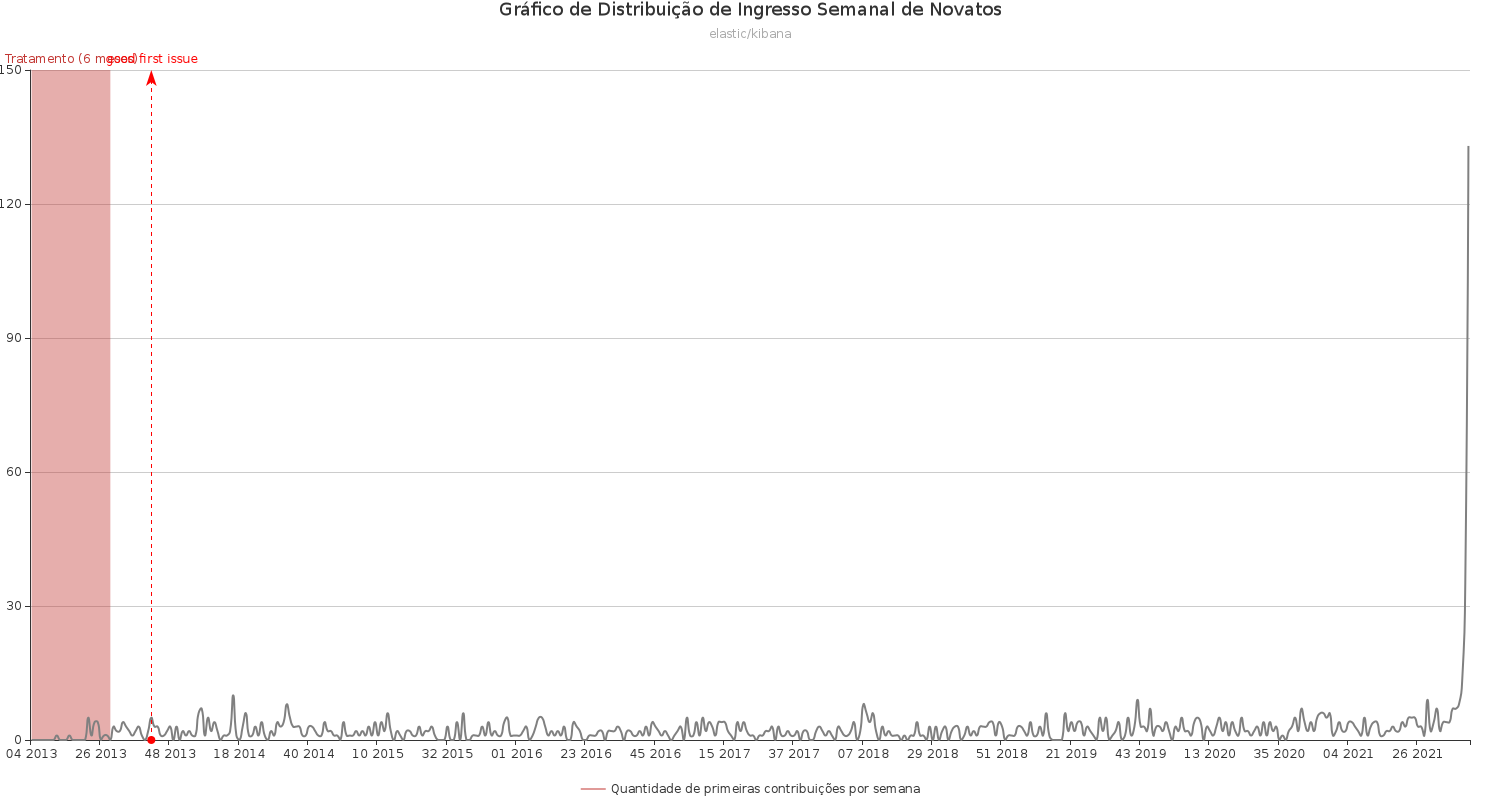 Gráfico de Distribuição de Ingresso Semanal de Novatos
elastic/kibana
Tratamento (6 meses) good first issue
150
120
90
60
30
0
04 2013 26 2013 48 2013 18 2014 40 2014 10 2015 32 2015 01 2016 23 2016 45 2016 15 2017 37 2017 07 2018 29 2018 51 2018 21 2019 43 2019 13 2020 35 2020 04 2021 26 2021
Quantidade de primeiras contribuições por semana